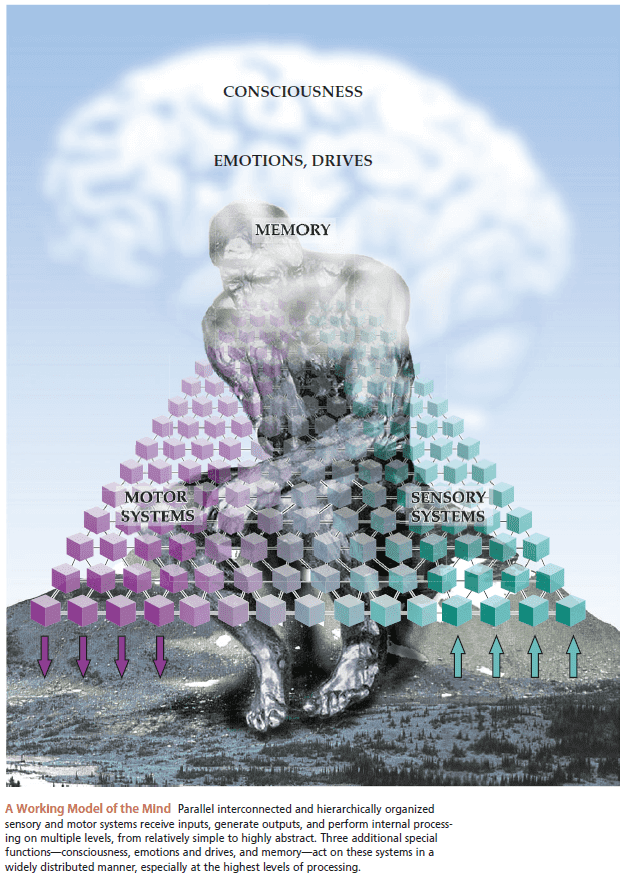 CONSCIOUSNESS
EMOTIONS, DRIVES
MEMORY
MOTOR
SYSTEMS
SENSORY
SYSTEMS
A Working Model of the Mind Parallel interconnected and hierarchically organized
sensory and motor systems receive inputs, generate outputs, and perform internal process-
ing on multiple levels, from relatively simple to highly abstract. Three additional special
functions—consciousness, emotions and drives, and memory—act on these systems in a
widely distributed manner, especially at the highest levels of processing.